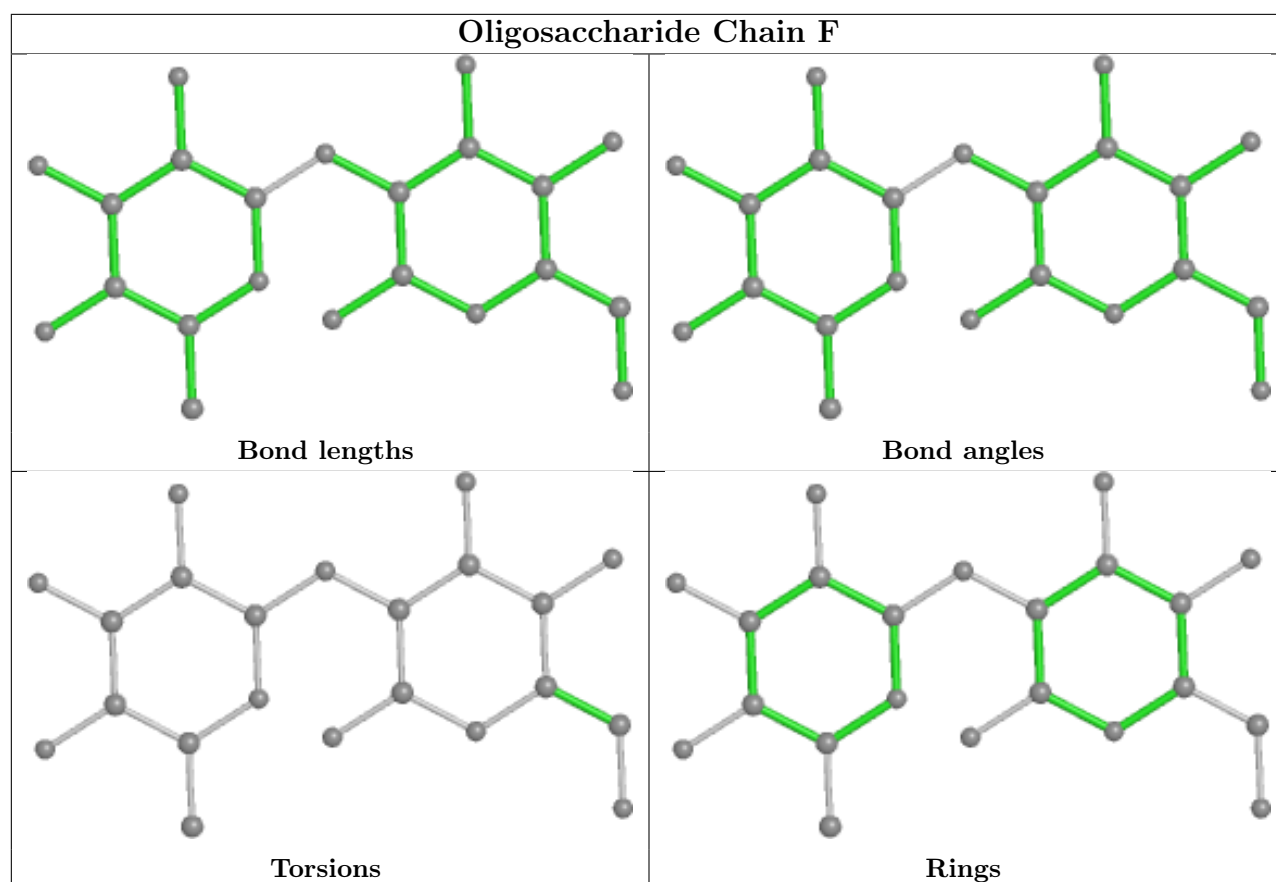 Oligosaccharide Chain F
Bond lengths
Bond angles
Torsions
Rings